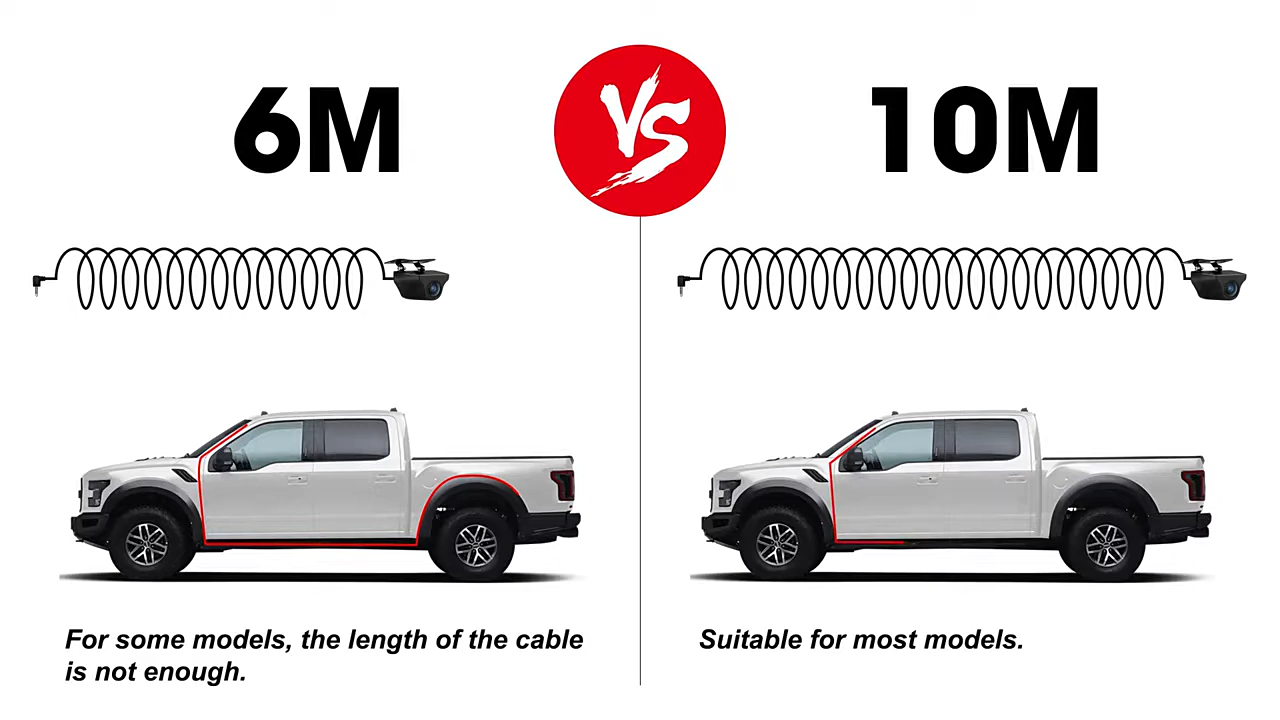 6M
VS
10M
For some models, the length of the cable
is not enough.
Suitable for most models.